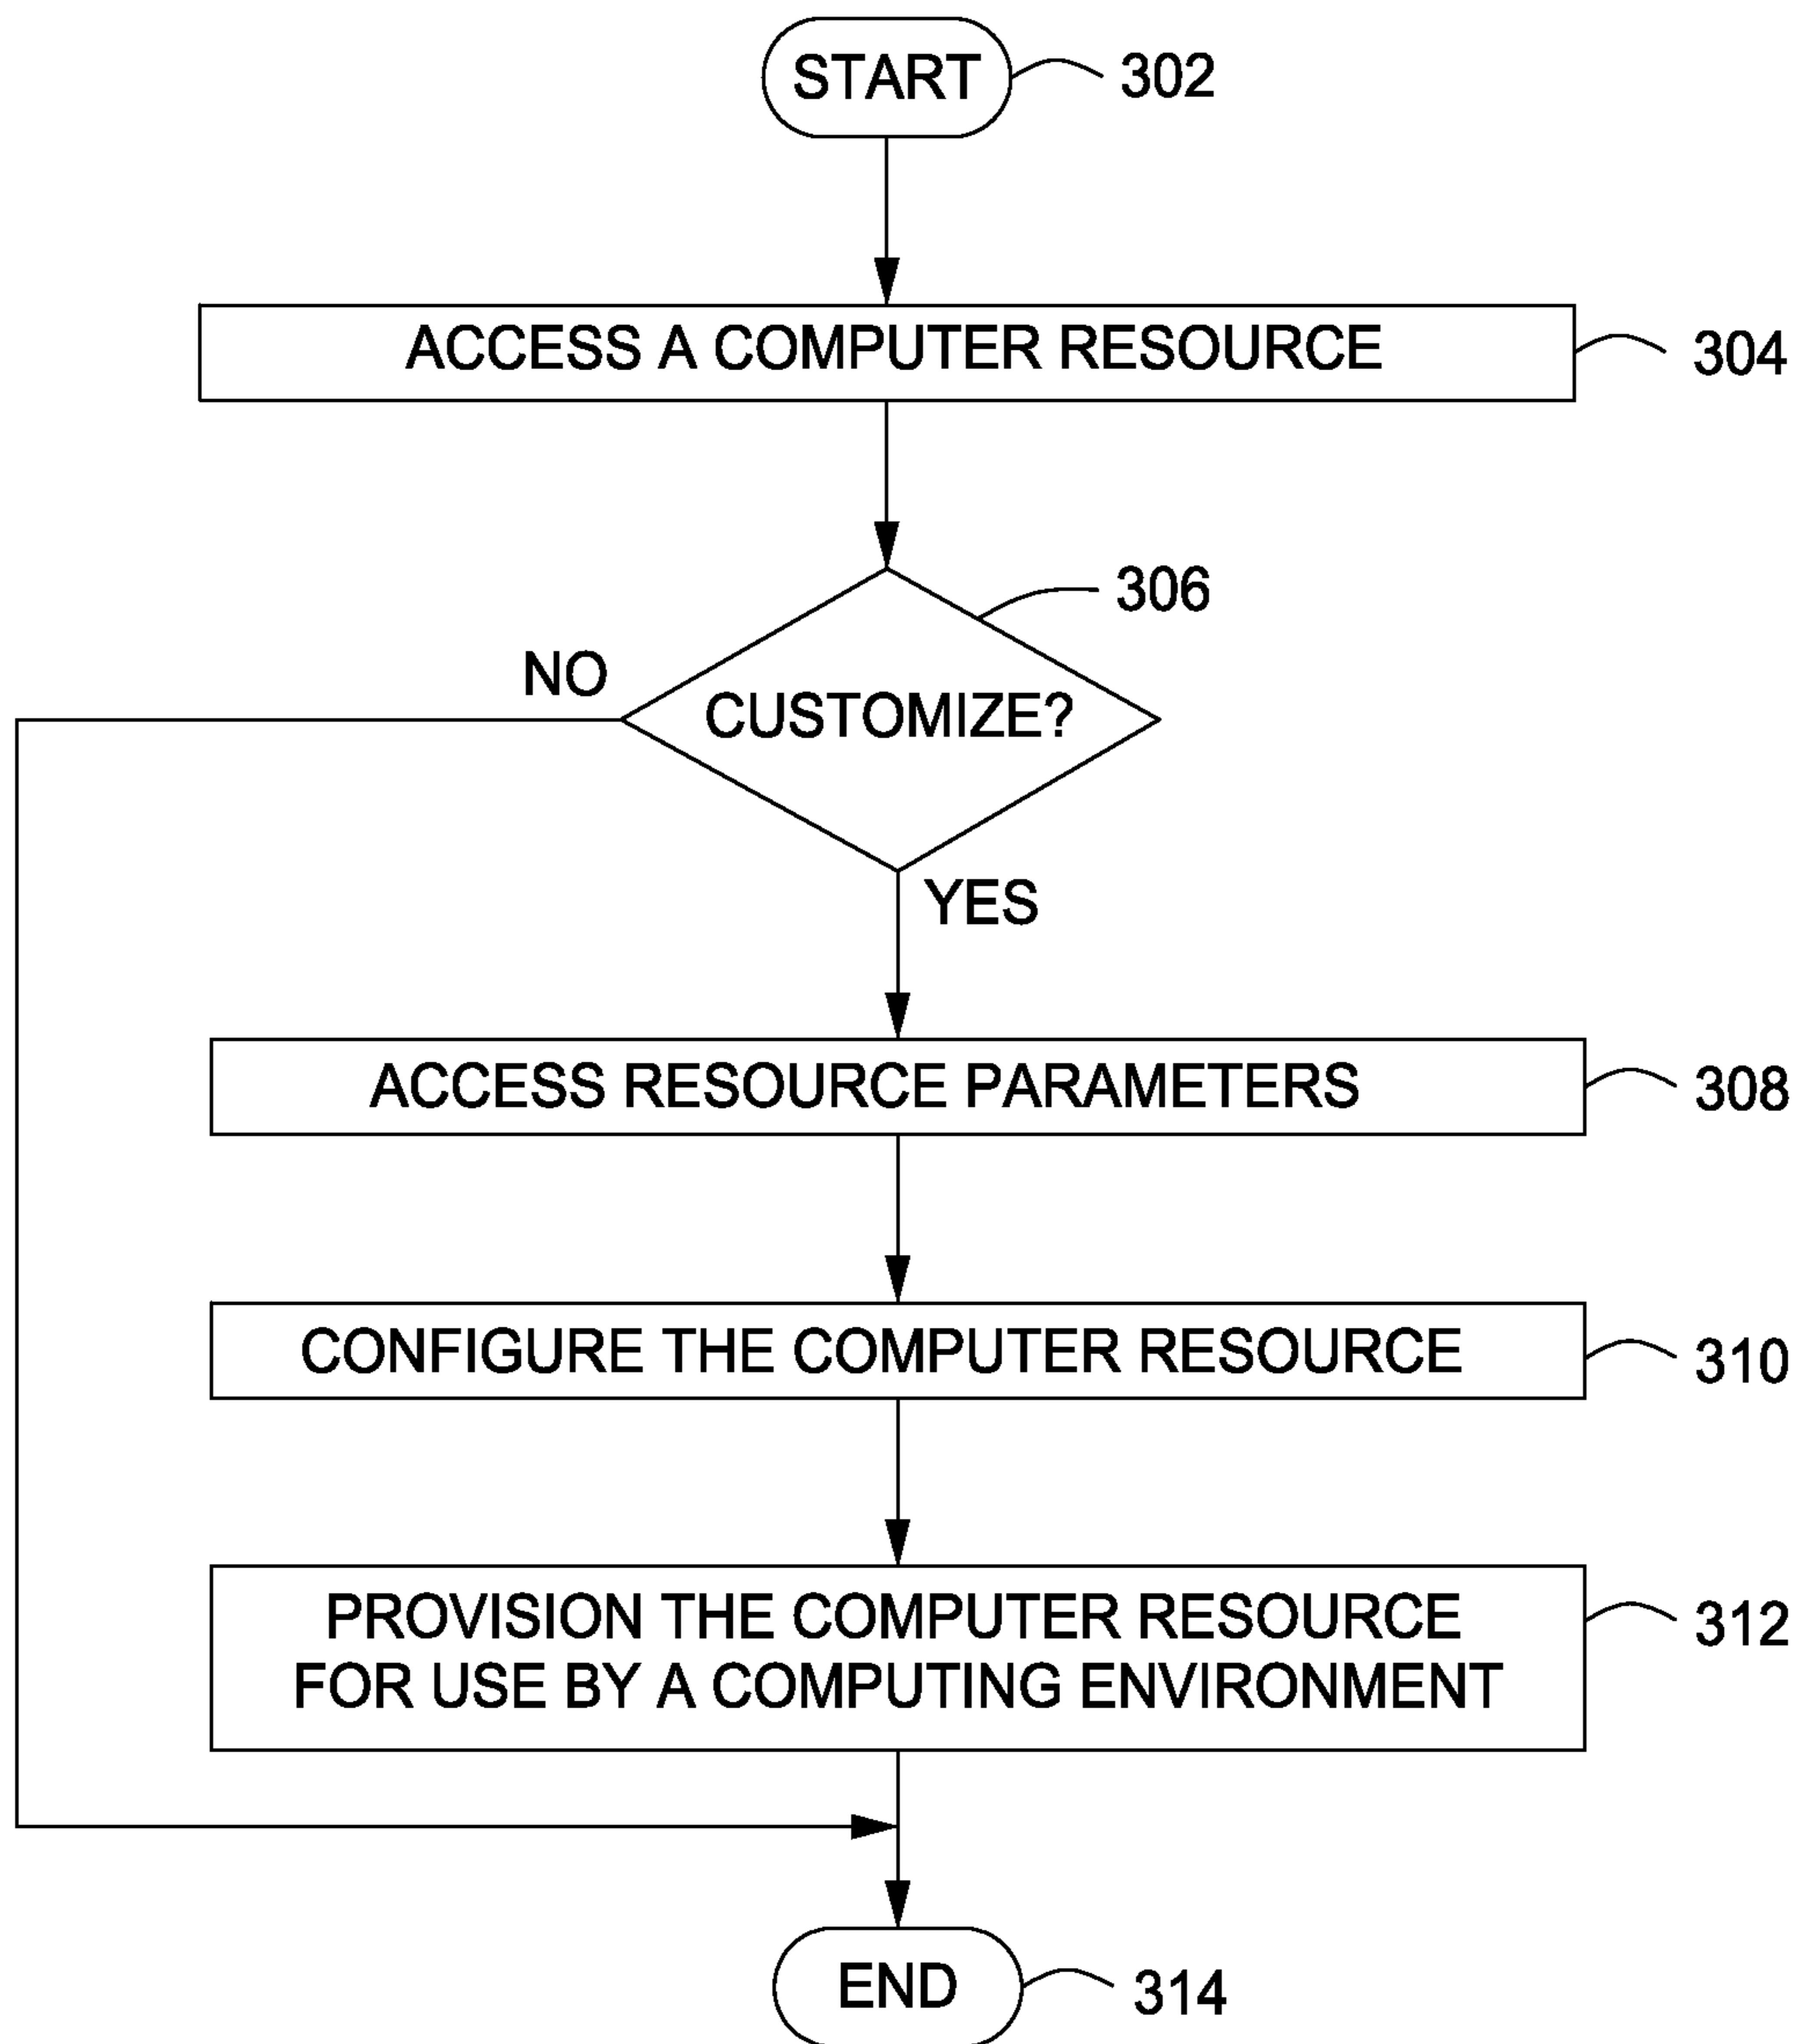 START
302
ACCESS A COMPUTER RESOURCE
304
306
NO
CUSTOMIZE?
YES
ACCESS RESOURCE PARAMETERS
308
CONFIGURE THE COMPUTER RESOURCE
310
PROVISION THE COMPUTER RESOURCE
312
FOR USE BY A COMPUTING ENVIRONMENT
END
314